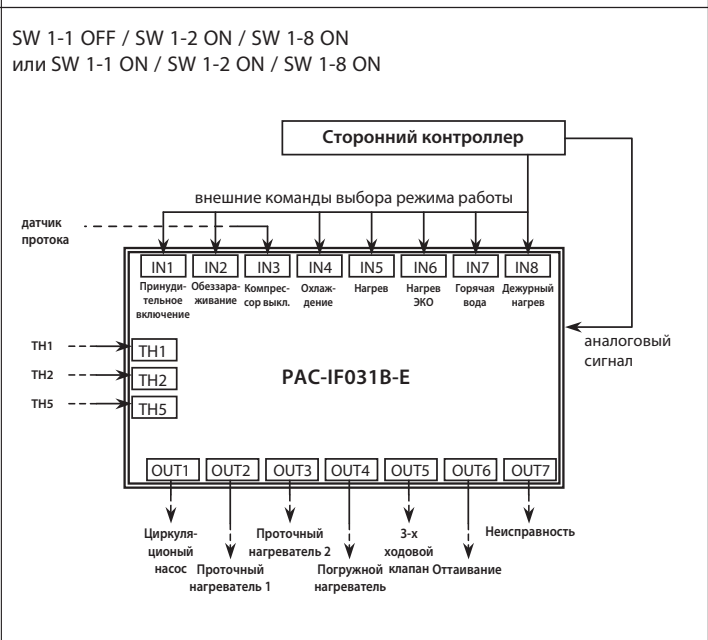 SW 1-1 OFF / SW 1-2 ON / SW 1-8 ON
или SW 1-1 ON / SW 1-2 ON / SW 1-8 ON
Сторонний контроллер
внешние команды выбора режима работы
датчик
протока
IN1 IN2 IN3 IN4 IN5 IN6 IN7 IN8
Принуди-
тельное
включение
Обеззара-
живание
Компрес-
сор выкл.
Охлаж-
дение
Нагрев
Нагрев
ЭКО
Горячая
вода
Дежурный
нагрев
аналоговый
сигнал
TH1 TH1
TH2 TH2
TH5 TH5
PAC-IF031B-E
OUT1 OUT2 OUT3 OUT4 OUT5 OUT6 OUT7
Циркуля-
ционый
насос
Проточный
нагреватель 1
Проточный
нагреватель 2
Погружной
нагреватель
3-х
ходовой
клапан
Оттаивание
Неисправность